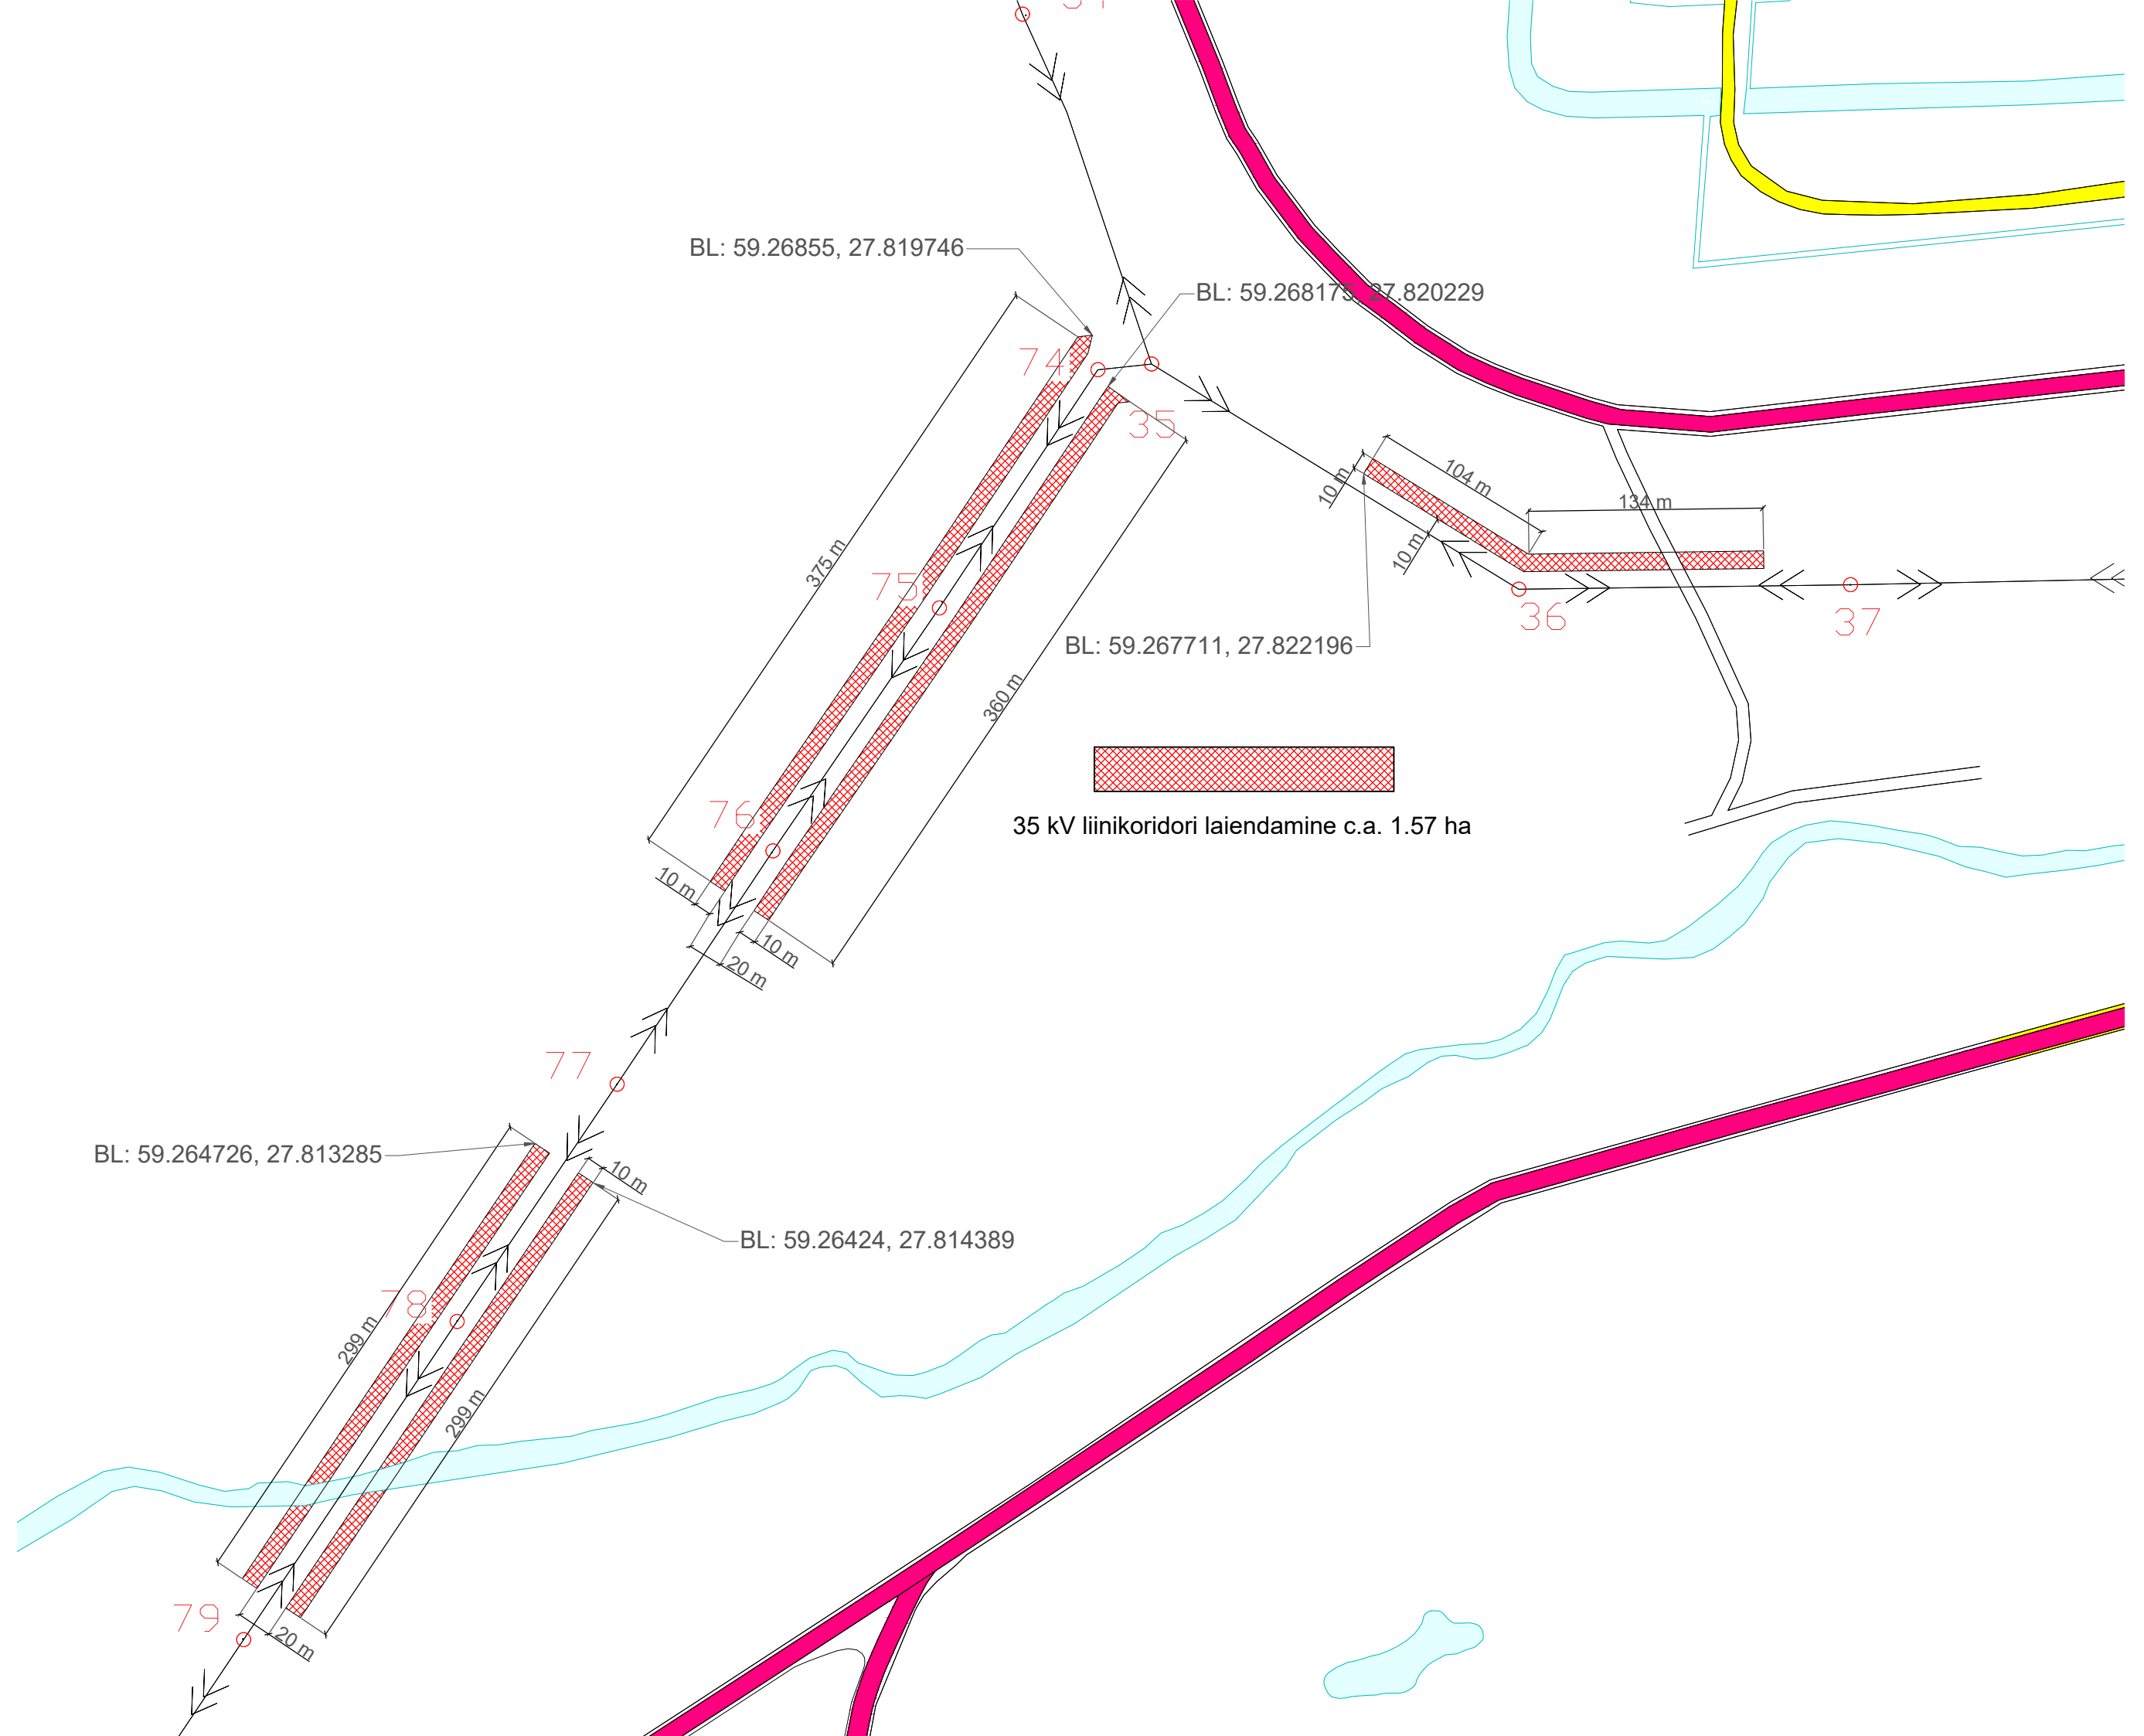 BL: 59.26855, 27.819746
BL: 59.268175, 27.820229
74
35
104 m
10 m
134 m
10 m
375 m
75
36
37
BL: 59.267711, 27.822196
360 m
76
35 kV liinikoridori laiendamine c.a. 1.57 ha
10 m
10 m
20 m
77
BL: 59.264726, 27.813285
10 m
BL: 59.26424, 27.814389
78
299 m
299 m
79
20 m